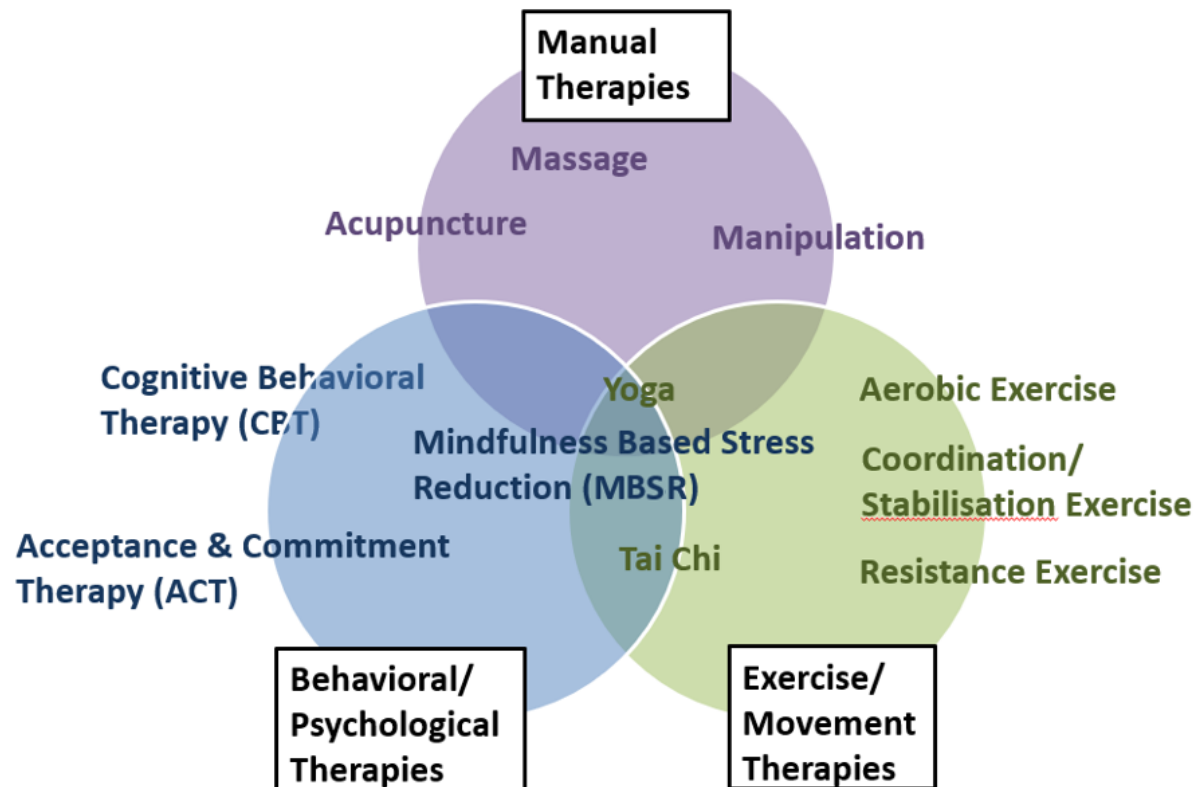 Manual
Therapies
Massage
Acupuncture
Manipulation
Cognitive Behavioral
Therapy (CBT)
Yoga
Mindfulness Based Stress
Reduction (MBSR)
Aerobic Exercise
Coordination/
Stabilisation Exercise
Acceptance & Commitment
Therapy (ACT)
Tai Chi
Resistance Exercise
Behavioral/
Psychological
Therapies
Exercise/
Movement
Therapies